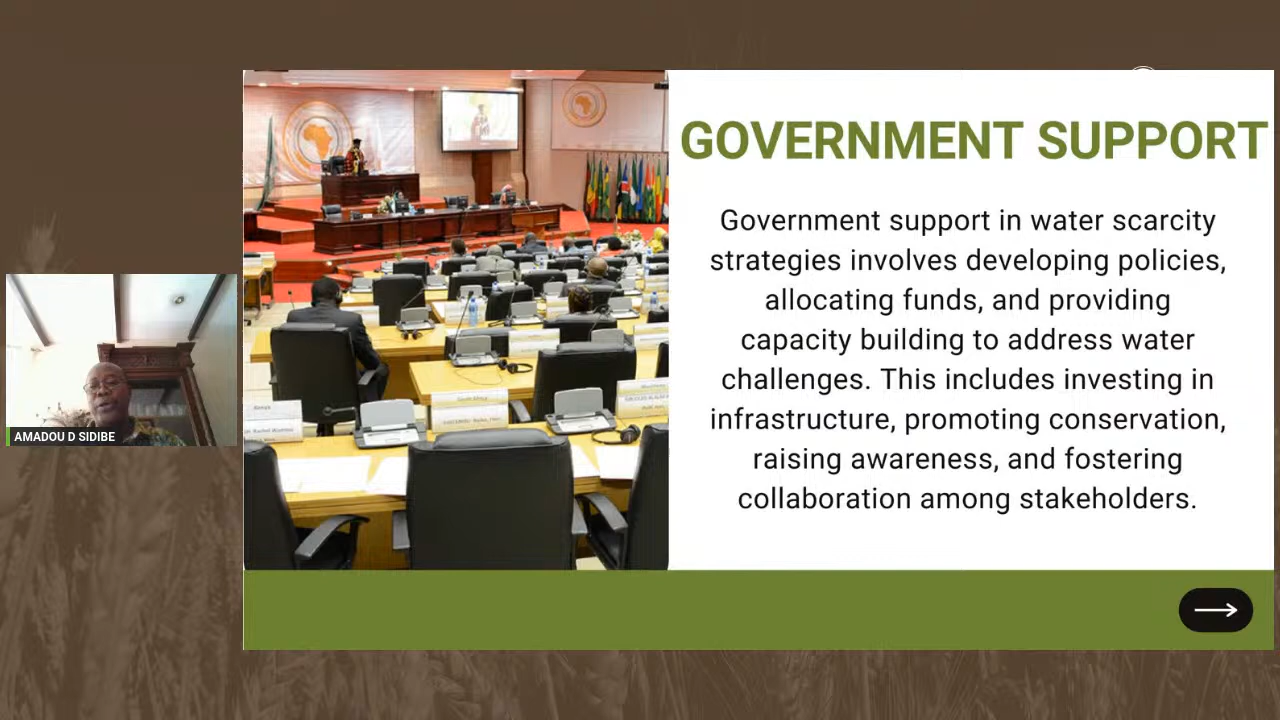 GOVERNMENT SUPPORT
Government support in water scarcity
strategies involves developing policies,
allocating funds, and providing
capacity building to address water
challenges. This includes investing in
infrastructure, promoting conservation,
raising awareness, and fostering
collaboration among stakeholders.
AMADOU D SIDIBE
Kenya